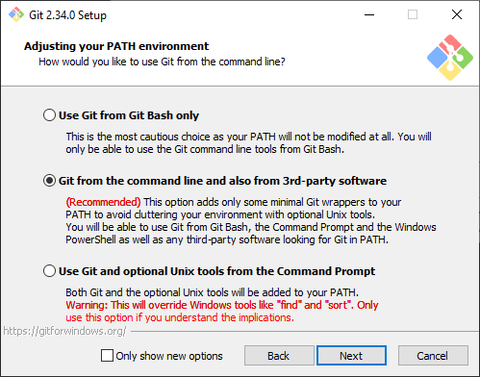 Git 2.34.0 Setup
Adjusting your PATH environment
How would you like to use Git from the command line?
Use Git from Git Bash only
This is the most cautious choice as your PATH will not be modified at all. You will
only be able to use the Git command line tools from Git Bash.
Git from the command line and also from 3rd-party software
(Recommended) This option adds only some minimal Git wrappers to your
PATH to avoid cluttering your environment with optional Unix tools.
You will be able to use Git from Git Bash, the Command Prompt and the Windows
PowerShell as well as any third-party software looking for Git in PATH.
Use Git and optional Unix tools from the Command Prompt
Both Git and the optional Unix tools will be added to your PATH.
Warning: This will override Windows tools like "find" and "sort". Only
use this option if you understand the implications.
https://gitforwindows.org/
Only show new options
Back
Next
Cancel